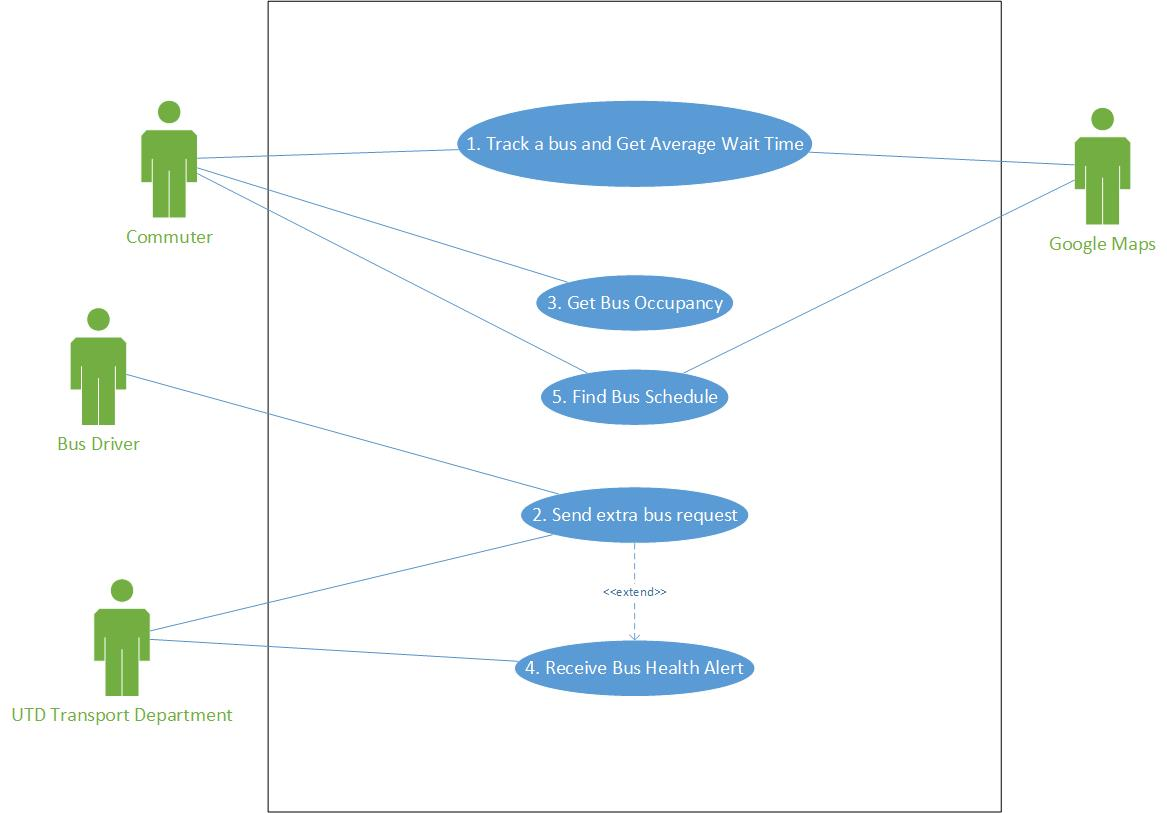 1. Track a bus and Get Average Wait Time
Commuter
Google Maps
3. Get Bus Occupancy
5. Find Bus Schedule
Bus Driver
2. Send extra bus request
<<extend>>
4. Receive Bus Health Alert
UTD Transport Department